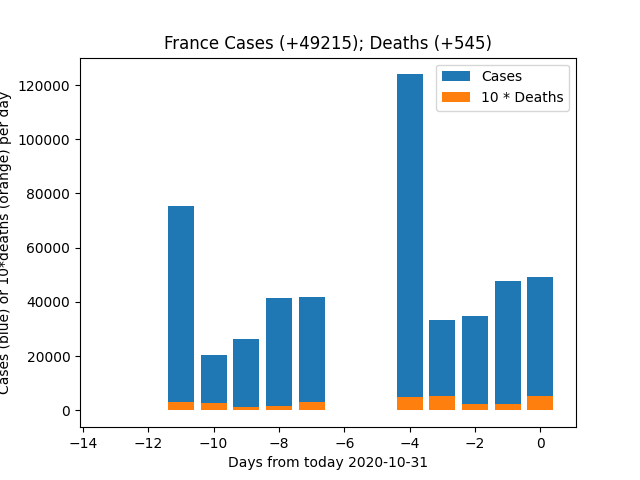 France Cases (+49215); Deaths (+545)
Cases
10 * Deaths
Cases (blue) or 10*deaths (orange) per day
120000
100000
80000
60000
40000
20000
0
−14 −12 −10 −8 −6 −4 −2 0
Days from today 2020-10-31